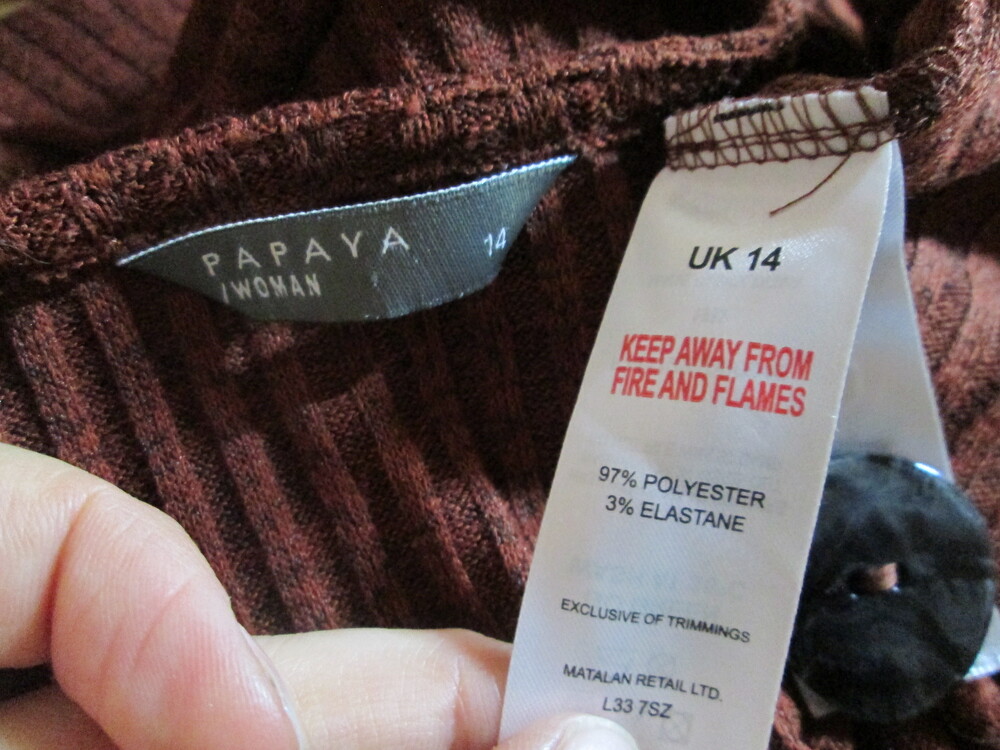 PAPAYA 14
WOMAN
UK 14
KEEP AWAY FROM
FIRE AND FLAMES
97% POLYESTER
3% ELASTANE
EXCLUSIVE OF TRIMMINGS
MATALAN RETAIL LTD.
L33 7SZ